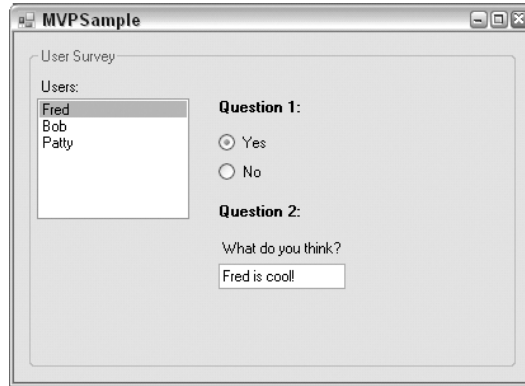 MVPSample
User Survey
Users:
Fred
Bob
Patty
Question 1:
Yes
No
Question 2:
What do you think?
Fred is cool!